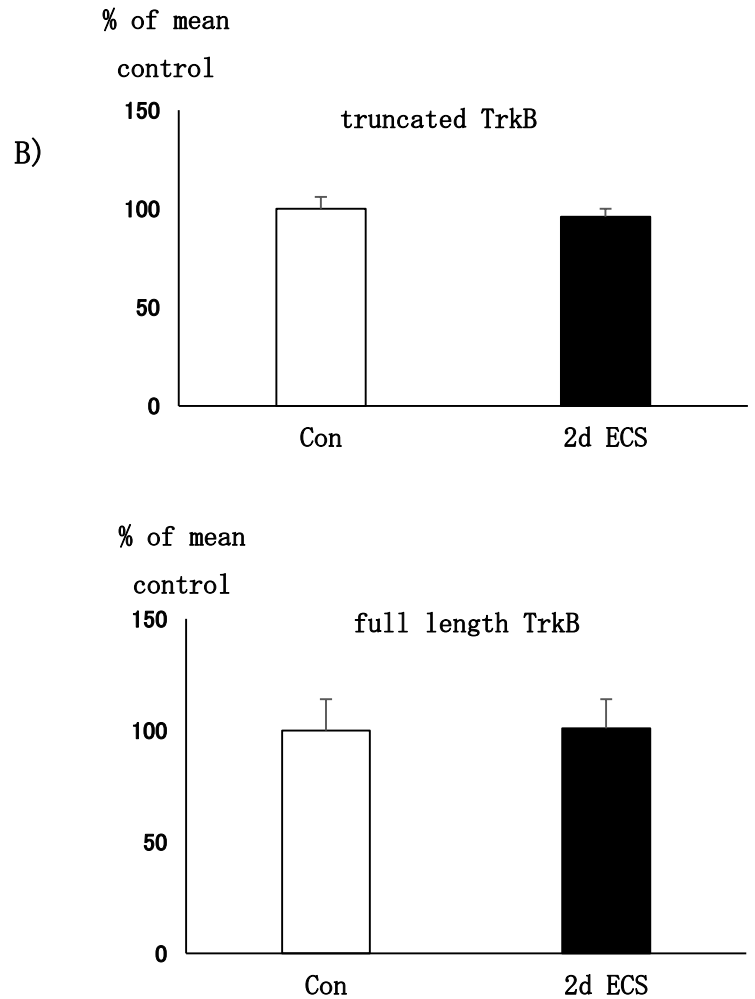 % of mean
control
150
truncated TrkB
B)
100
50
0
Con 2d ECS
% of mean
control
150
full length TrkB
100
50
0
Con 2d ECS